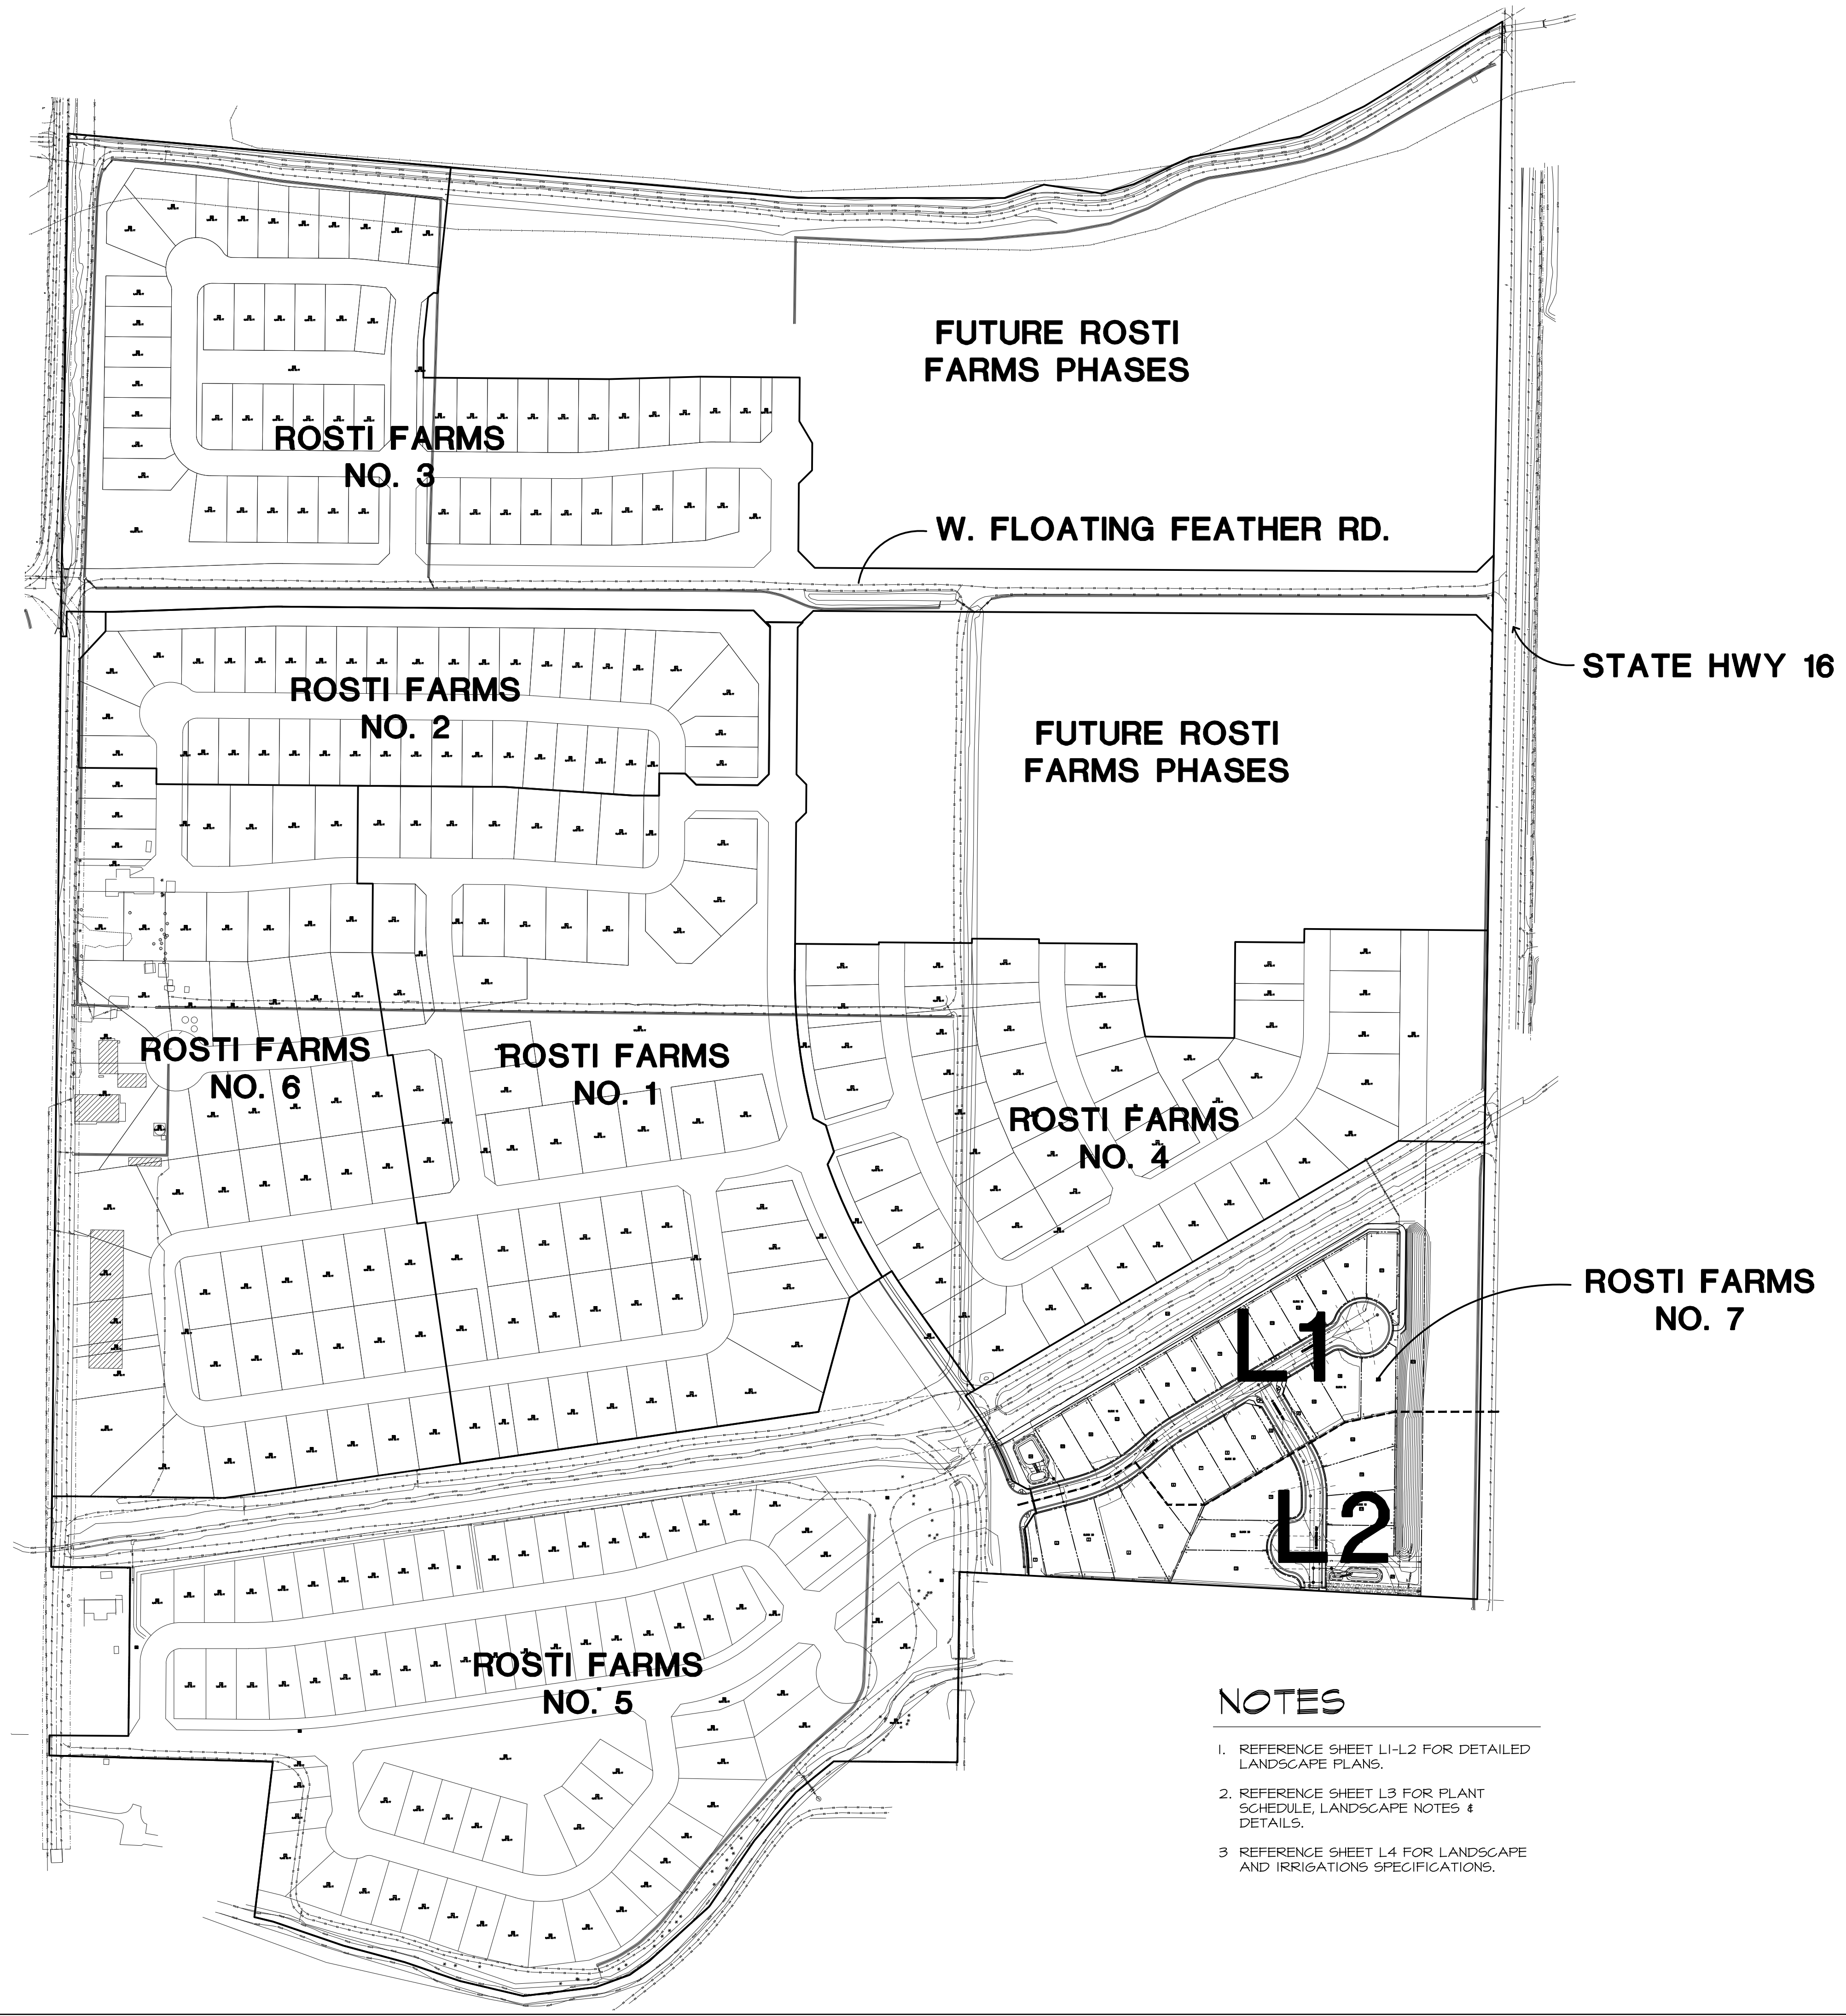 FUTURE ROSTI
FARMS PHASES
ROSTI FARMS
NO. 3
W. FLOATING FEATHER RD.
STATE HWY 16
ROSTI FARMS
NO. 2
FUTURE ROSTI
FARMS PHASES
ROSTI FARMS
NO. 6
ROSTI FARMS
NO. 1
ROSTI FARMS
NO. 4
ROSTI FARMS
NO. 7
L1
L2
ROSTI FARMS
NO. 5
NOTES
1. REFERENCE SHEET L1-L2 FOR DETAILED
LANDSCAPE PLANS.
2. REFERENCE SHEET L3 FOR PLANT
SCHEDULE, LANDSCAPE NOTES &
DETAILS.
3 REFERENCE SHEET L4 FOR LANDSCAPE
AND IRRIGATIONS SPECIFICATIONS.